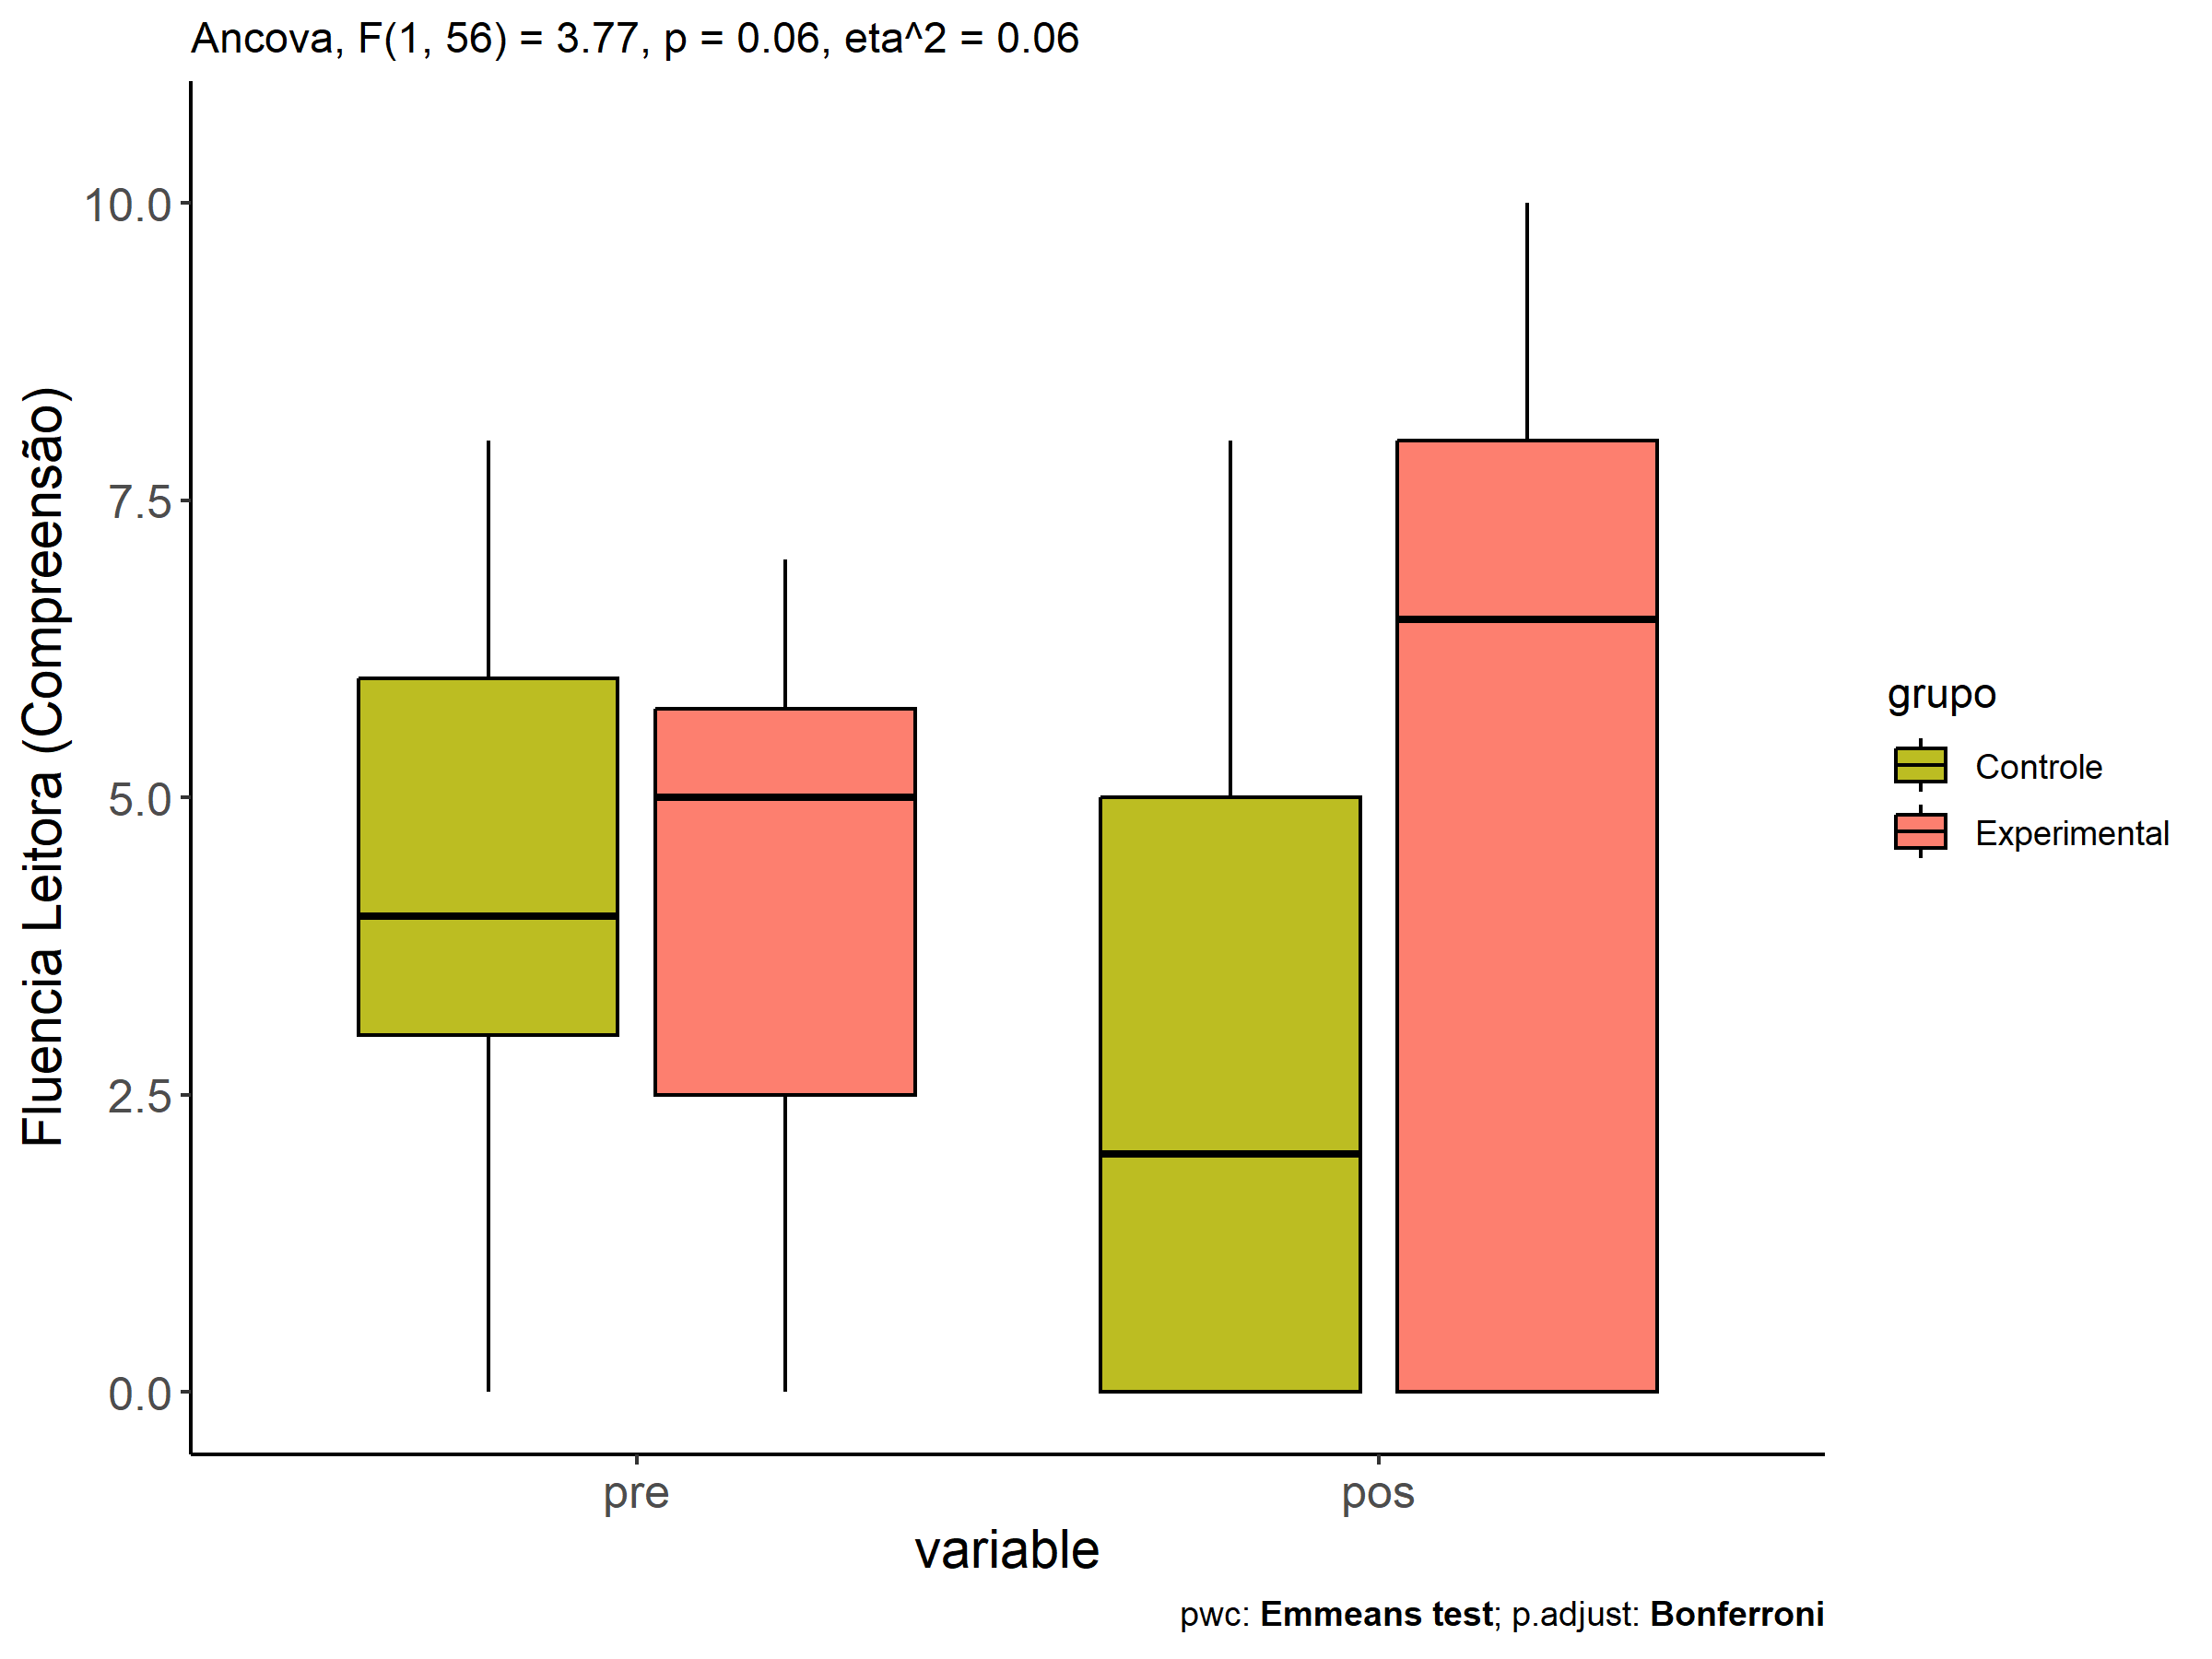 Ancova, F(1, 56) = 3.77, p = 0.06, eta^2 = 0.06
Fluencia Leitora (Compreensão)
10.0
7.5
5.0
2.5
0.0
pre
pos
variable
grupo
Controle
Experimental
pwc: Emmeans test; p.adjust: Bonferroni